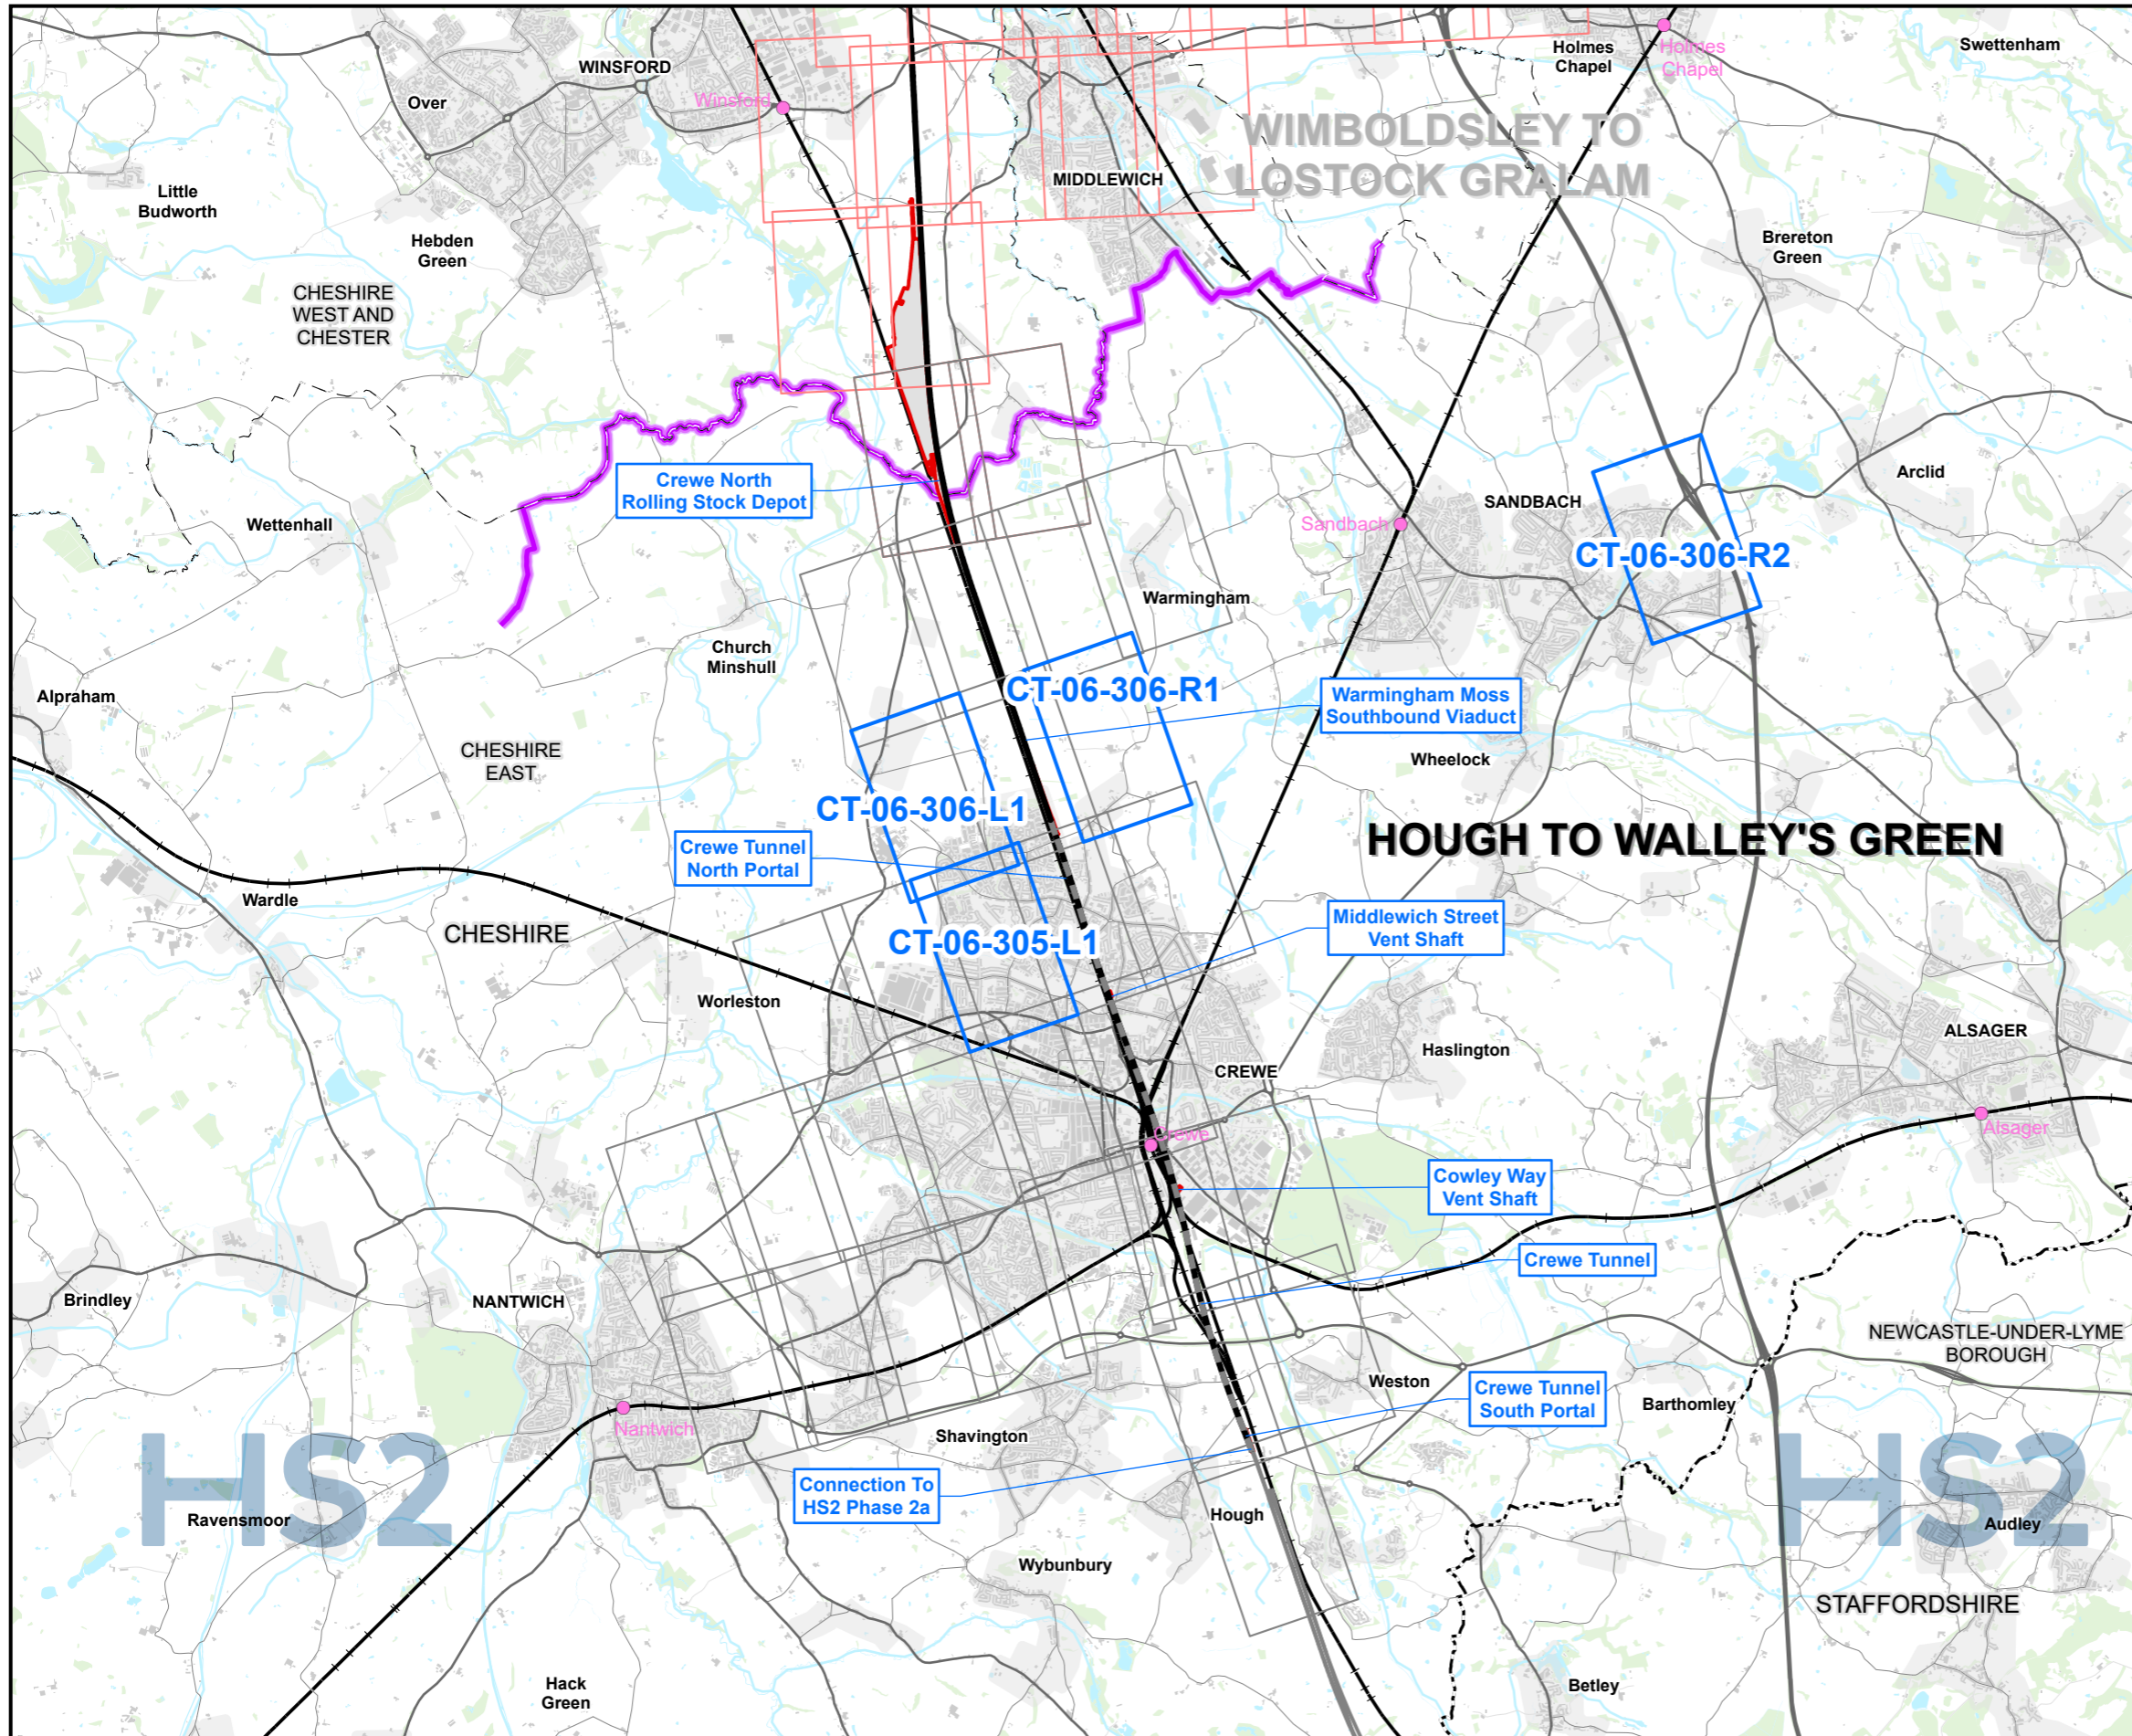 WINSFORD
Over
Winsford
Holmes
Chapel
Holmes
Chapel
Swettenham
WIMBOLDSLEY TO
LOSTOCK GRALAM
MIDDLEWICH
Little
Budworth
Hebden
Green
Brereton
Green
CHESHIRE
WEST AND
CHESTER
Crewe North
Rolling Stock Depot
Arclid
SANDBACH
Sandbach
Wettenhall
CT-06-306-R2
Warmingham
Church
Minshull
Alpraham
CT-06-306-R1
Warmingham Moss
Southbound Viaduct
CHESHIRE
EAST
Wheelock
CT-06-306-L1
HOUGH TO WALLEY'S GREEN
Crewe Tunnel
North Portal
Wardle
CHESHIRE
CT-06-305-L1
Middlewich Street
Vent Shaft
Worleston
ALSAGER
Haslington
CREWE
Alsager
Crewe
Cowley Way
Vent Shaft
Crewe Tunnel
Brindley
NANTWICH
NEWCASTLE-UNDER-LYME
BOROUGH
Weston
Crewe Tunnel
South Portal
Barthomley
Nantwich
Shavington
HS2
HS2
Connection To
HS2 Phase 2a
Ravensmoor
Hough
Audley
Wybunbury
STAFFORDSHIRE
Hack
Green
Betley